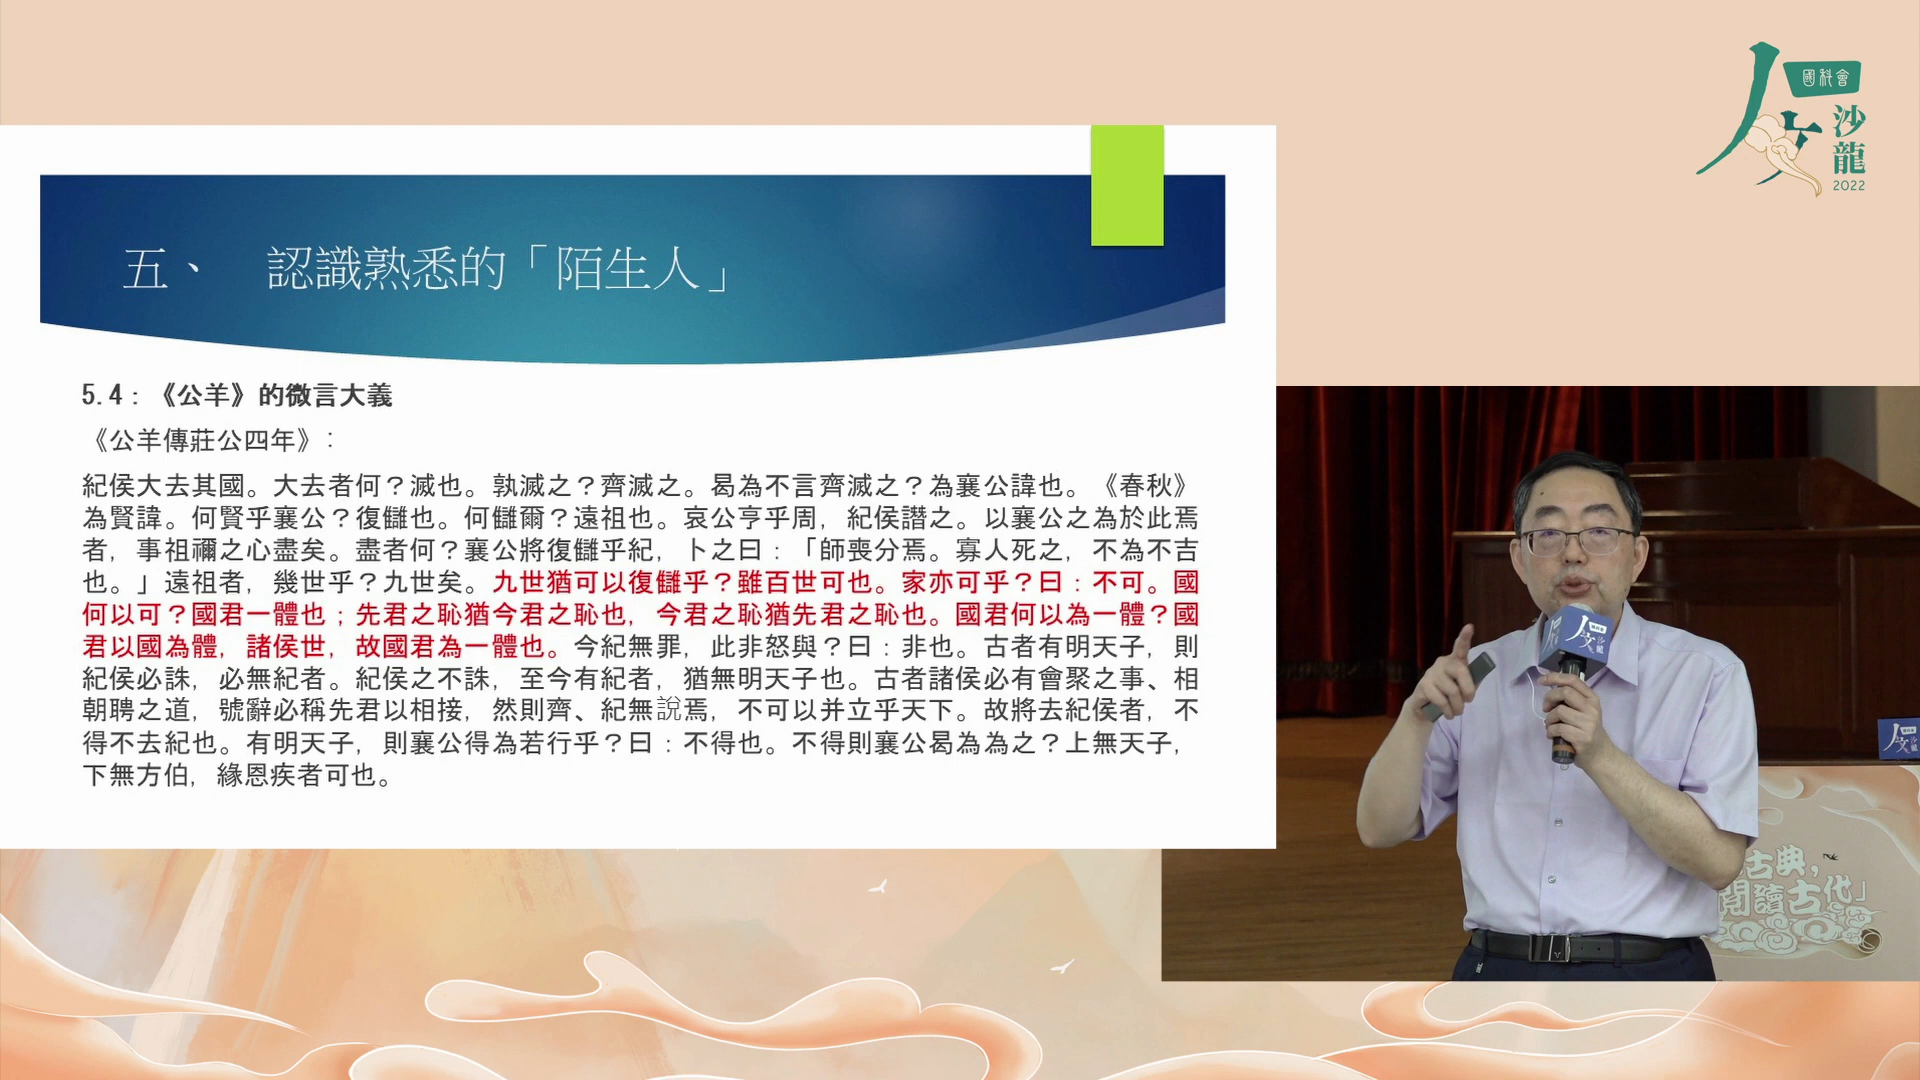 國科會
人文
沙龍
2022
五、 認識熟悉的「陌生人」
5.4:《公羊》的微言大義
《公羊傳莊公四年》:
紀侯大去其國。大去者何?滅也。孰滅之?齊滅之。曷為不言齊滅之?為襄公諱也。《春秋》
為賢諱。何賢乎襄公?復讎也。何讎爾?遠祖也。哀公亨乎周,紀侯譖之。以襄公之為於此焉
者,事祖禰之心盡矣。盡者何?襄公將復讎乎紀,卜之曰:「師喪分焉。寡人死之,不為不吉
也。」遠祖者,幾世乎?九世矣。九世猶可以復讎乎?雖百世可也。家亦可乎?曰:不可。國
何以可?國君一體也;先君之恥猶今君之恥也,今君之恥猶先君之恥也。國君何以為一體?國
君以國為體,諸侯世,故國君為一體也。今紀無罪,此非怒與?曰:非也。古者有明天子,則
紀侯必誅,必無紀者。紀侯之不誅,至今有紀者,猶無明天子也。古者諸侯必有會聚之事、相
朝聘之道,號辭必稱先君以相接,然則齊、紀無說焉,不可以并立乎天下。故將去紀侯者,不
得不去紀也。有明天子,則襄公得為若行乎?曰:不得也。不得則襄公曷為為之?上無天子,
下無方伯,緣恩疾者可也。
人文
沙龍
古典,
閱讀古代」